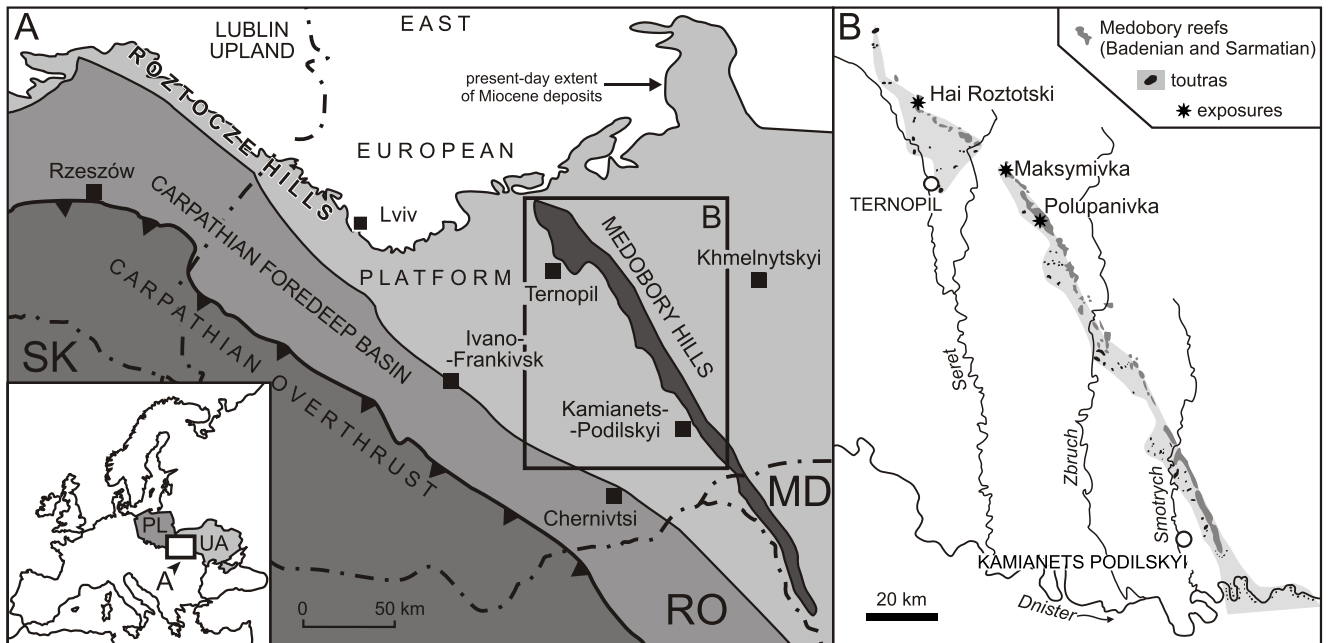 A
LUBLIN
UPLAND
EAST
ROZTOCZE HILLS
present-day extent
of Miocene deposits
EUROPEAN
Rzeszów
Lviv
CARPATHIAN FOREDEEP BASIN
B
MEDOBORY HILLS
Khmelnytskyi
PLATFORM
Ternopil
CARPATHIAN OVERTHRUST
SK
Ivano-
-Frankivsk
Kamianets-
-Podilskyi
MD
Chernivtsi
PL
UA
A
0 50 km
RO
B
Medobory reefs
(Badenian and Sarmatian)
toutras
exposures
Hai Roztotski
Maksymivka
TERNOPIL
Polupanivka
Seret
Zbruch
Smotrych
KAMIANETS PODILSKYI
20 km
Dnister